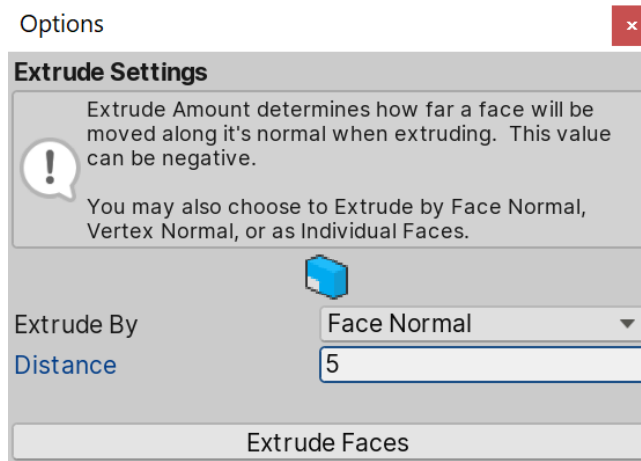 Options
Extrude Settings
Extrude Amount determines how far a face will be
moved along it's normal when extruding. This value
can be negative.
You may also choose to Extrude by Face Normal,
Vertex Normal, or as Individual Faces.
Extrude By Face Normal
Distance 5
Extrude Faces